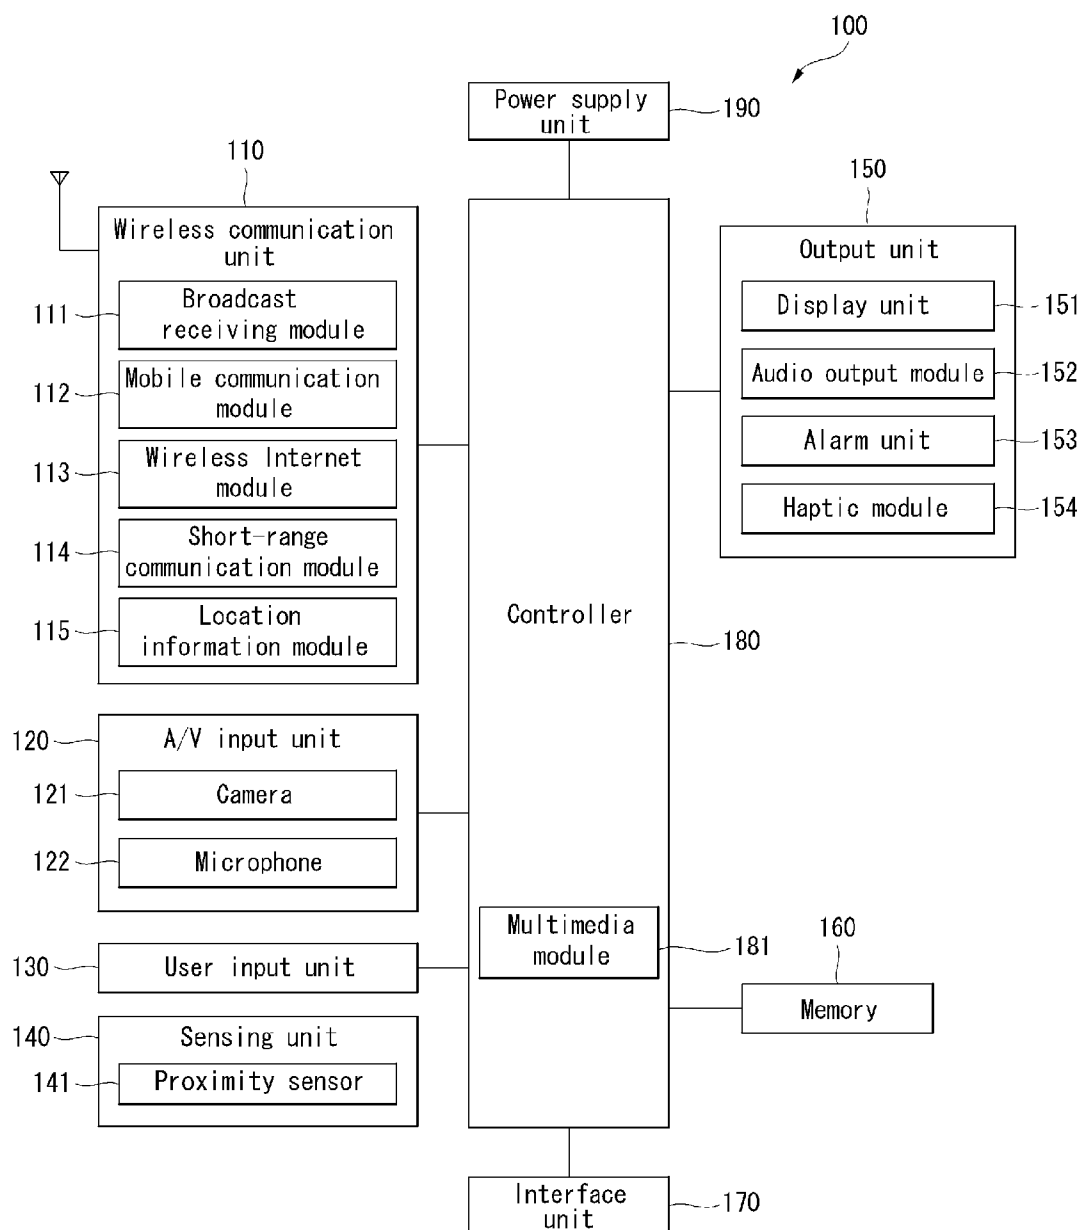 100
Power supply
unit
190
110
Wireless communication
unit
111
Broadcast
receiving module
112
Mobile communication
module
113
Wireless Internet
module
114
Short-range
communication module
115
Location
information module
120
A/V input unit
121
Camera
122
Microphone
130
User input unit
140
Sensing unit
141
Proximity sensor
Controller
180
Multimedia
module
181
150
Output unit
Display unit
151
Audio output module
152
Alarm unit
153
Haptic module
154
160
Memory
Interface
unit
170